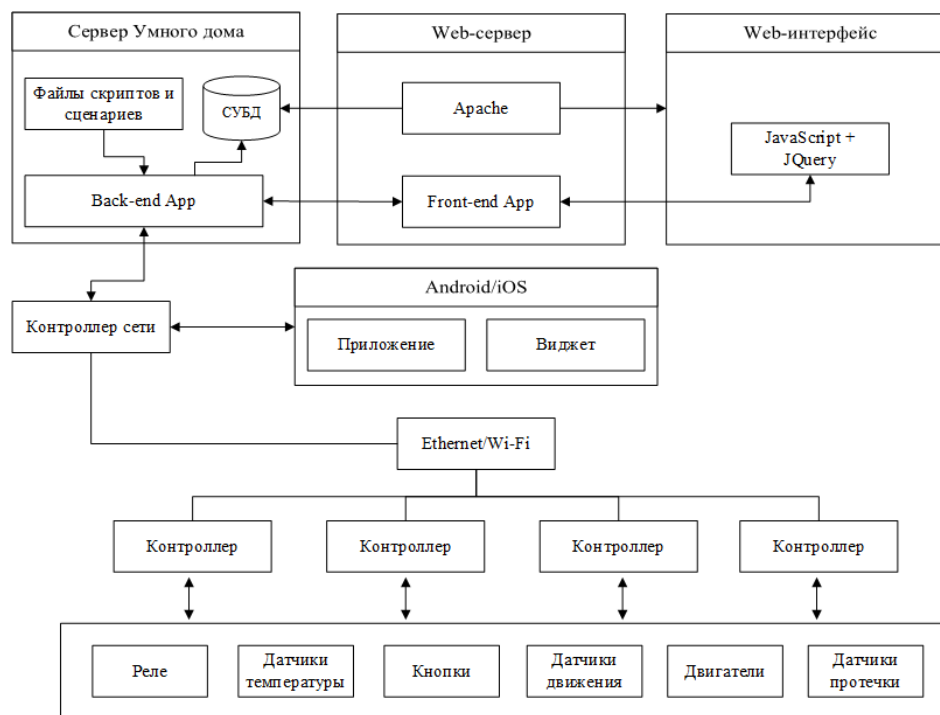 Сервер Умного дома
Web-сервер
Web-интерфейс
Файлы скриптов и
сценариев
СУБД
Apache
JavaScript +
JQuery
Back-end App
Front-end App
Android/iOS
Контроллер сети
Приложение
Виджет
Ethernet/Wi-Fi
Контроллер
Контроллер
Контроллер
Контроллер
Реле
Датчики
температуры
Кнопки
Датчики
движения
Двигатели
Датчики
протечки